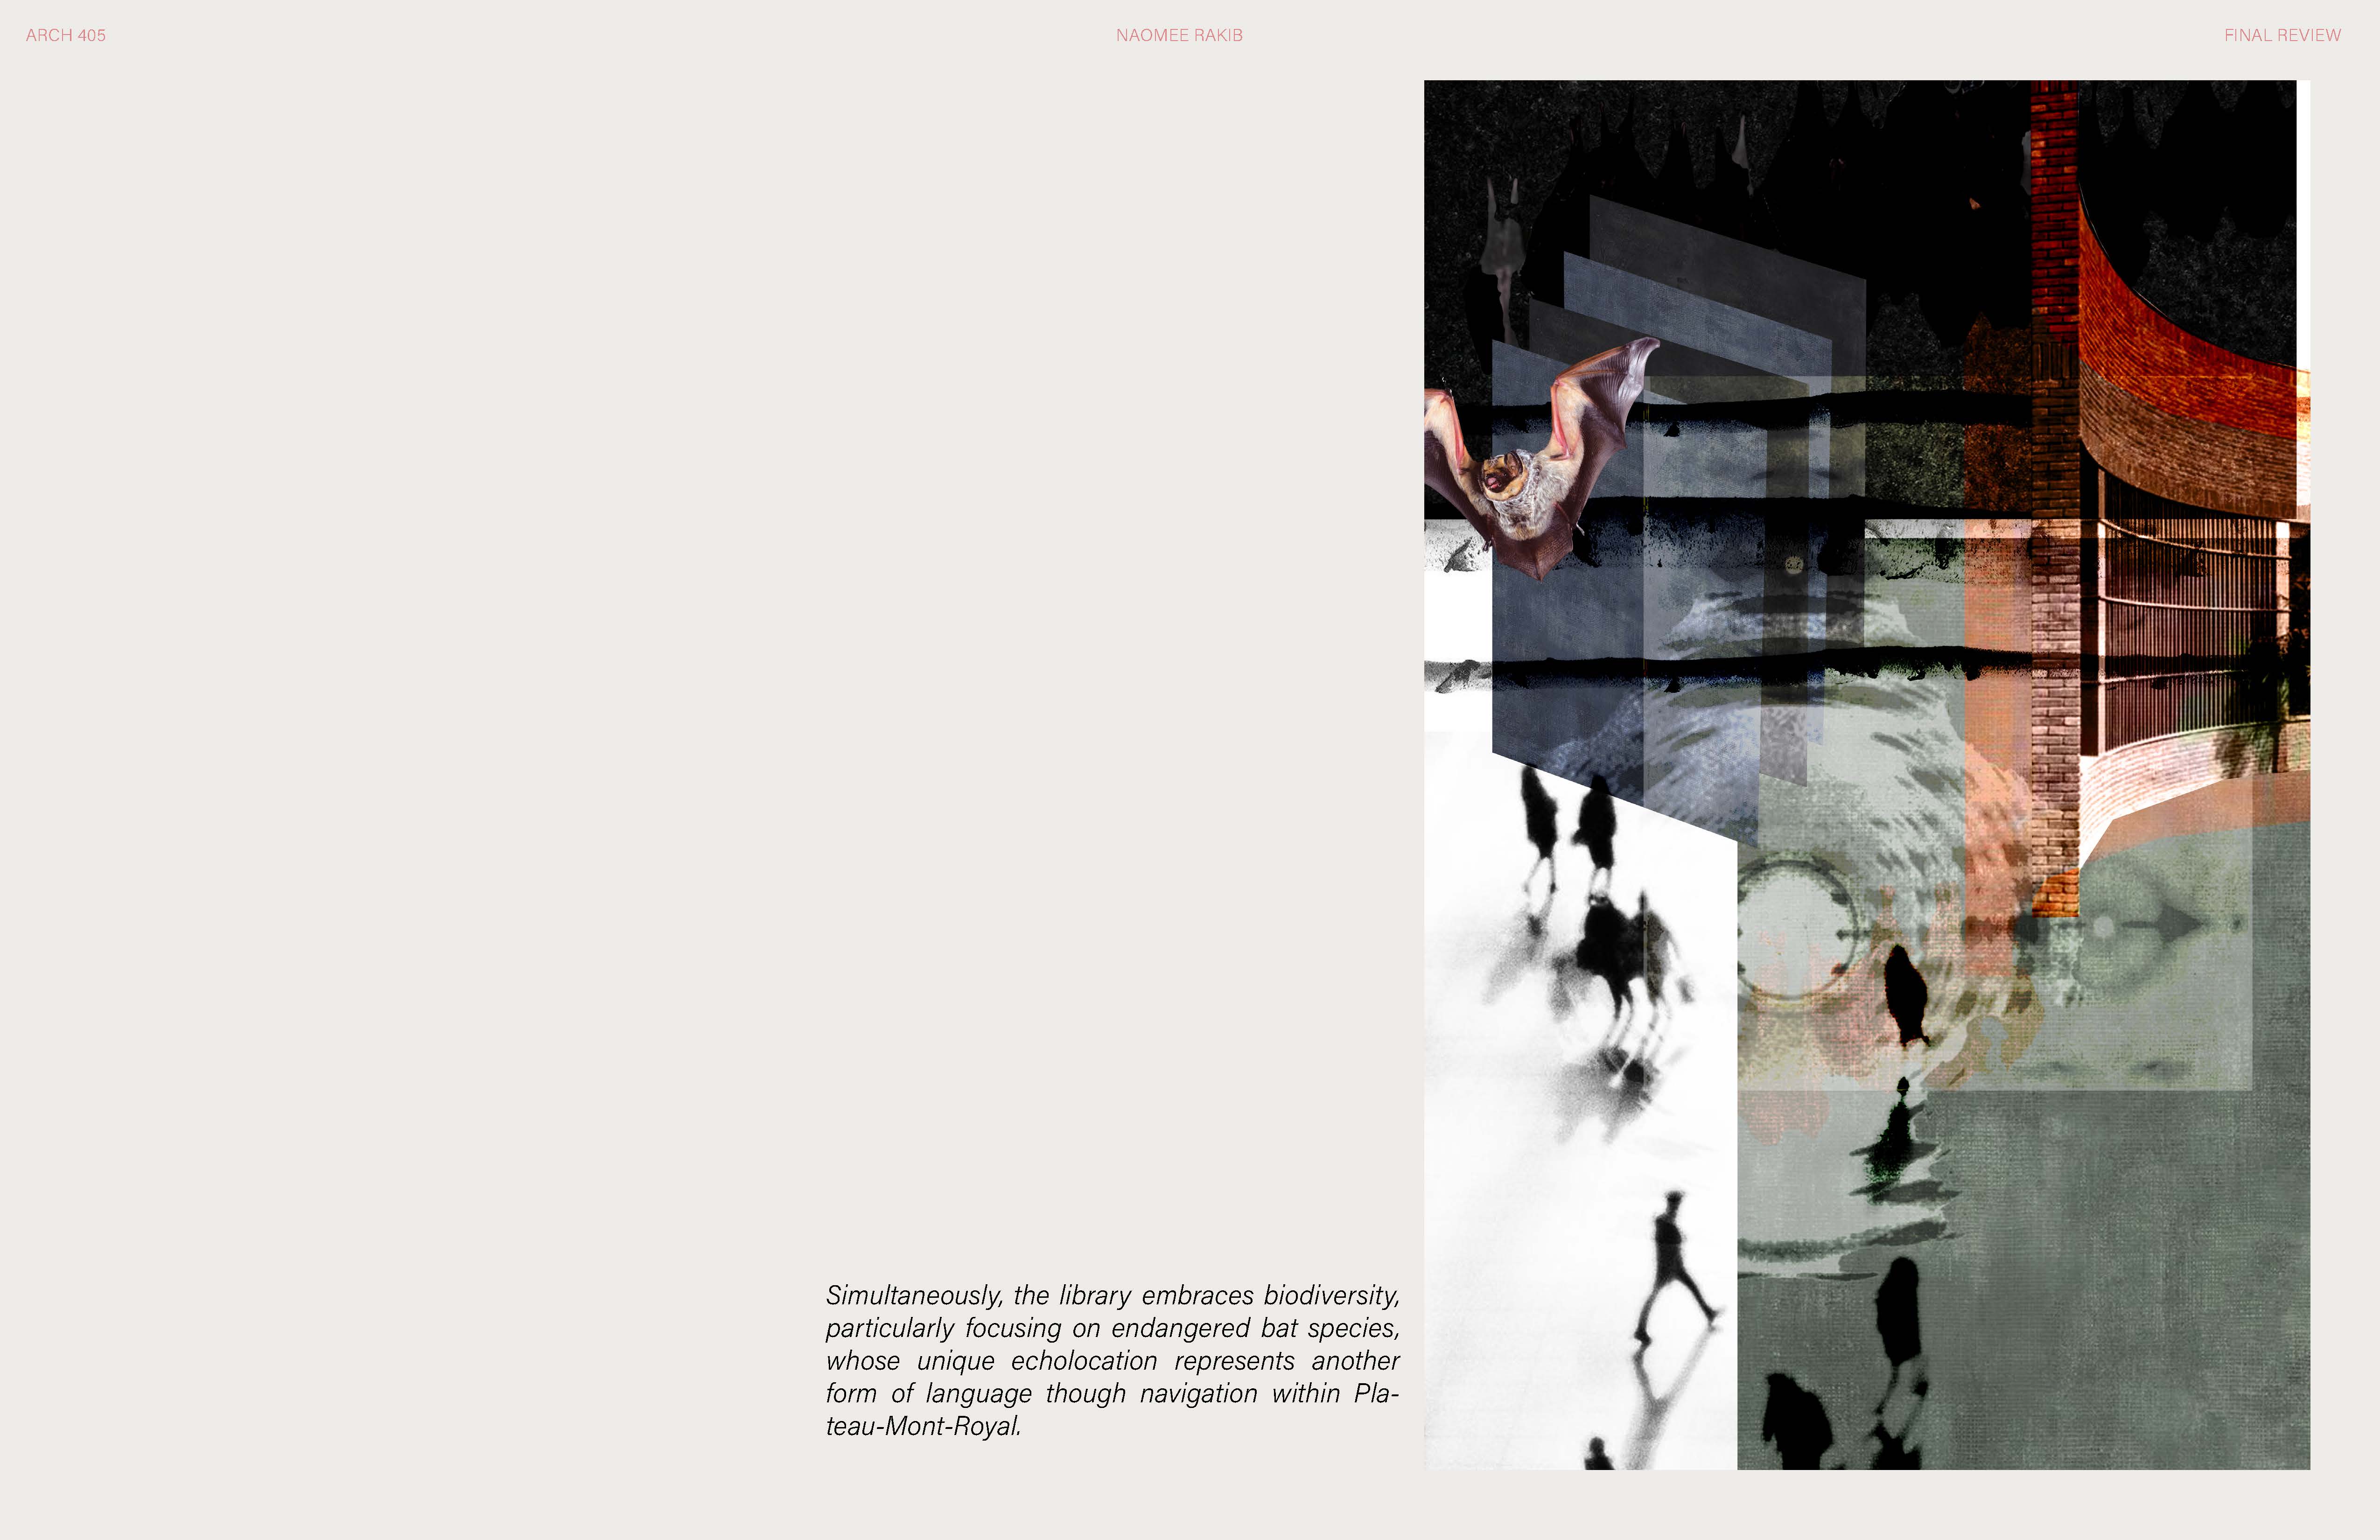 ARCH 405
NAOMEE RAKIB
FINAL REVIEW
Simultaneously, the library embraces biodiversity,
particularly focusing on endangered bat species,
whose unique echolocation represents another
form of language though navigation within Pla-
teau-Mont-Royal.